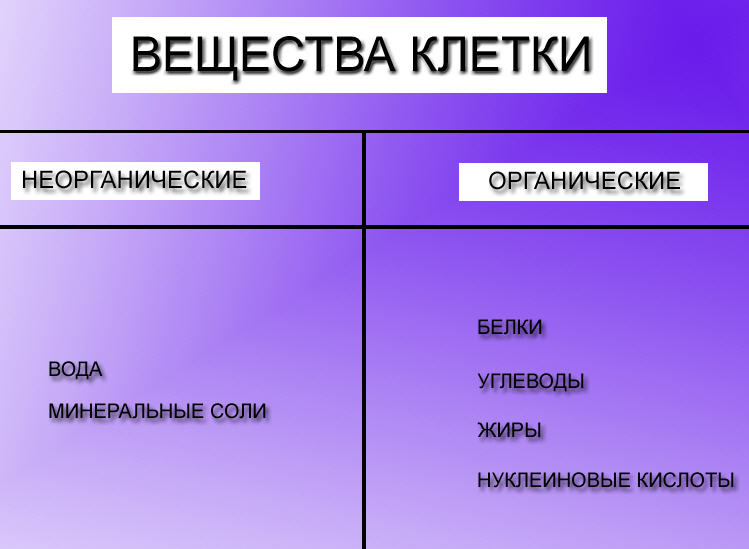 ВЕЩЕСТВА КЛЕТКИ
НЕОРГАНИЧЕСКИЕ
ОРГАНИЧЕСКИЕ
ВОДА
МИНЕРАЛЬНЫЕ СОЛИ
БЕЛКИ
УГЛЕВОДЫ
ЖИРЫ
НУКЛЕИНОВЫЕ КИСЛОТЫ